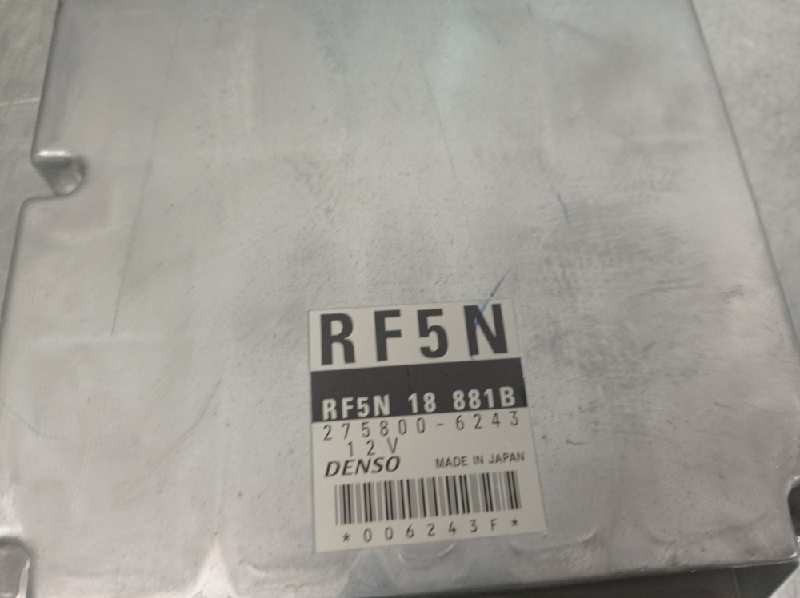 RF5N
RF5N 18 881B
275800-6243
12V
DENSO MADE IN JAPAN
*006243F*